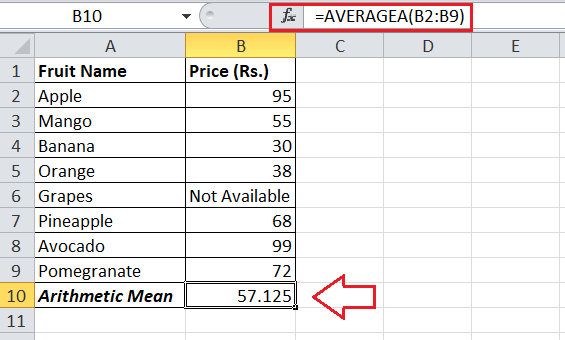 B10 fx =AVERAGEA(B2:B9)
A B C D E
1 Fruit Name Price (Rs.)
2 Apple 95
3 Mango 55
4 Banana 30
5 Orange 38
6 Grapes Not Available
7 Pineapple 68
8 Avocado 99
9 Pomegranate 72
10 Arithmetic Mean 57.125
11